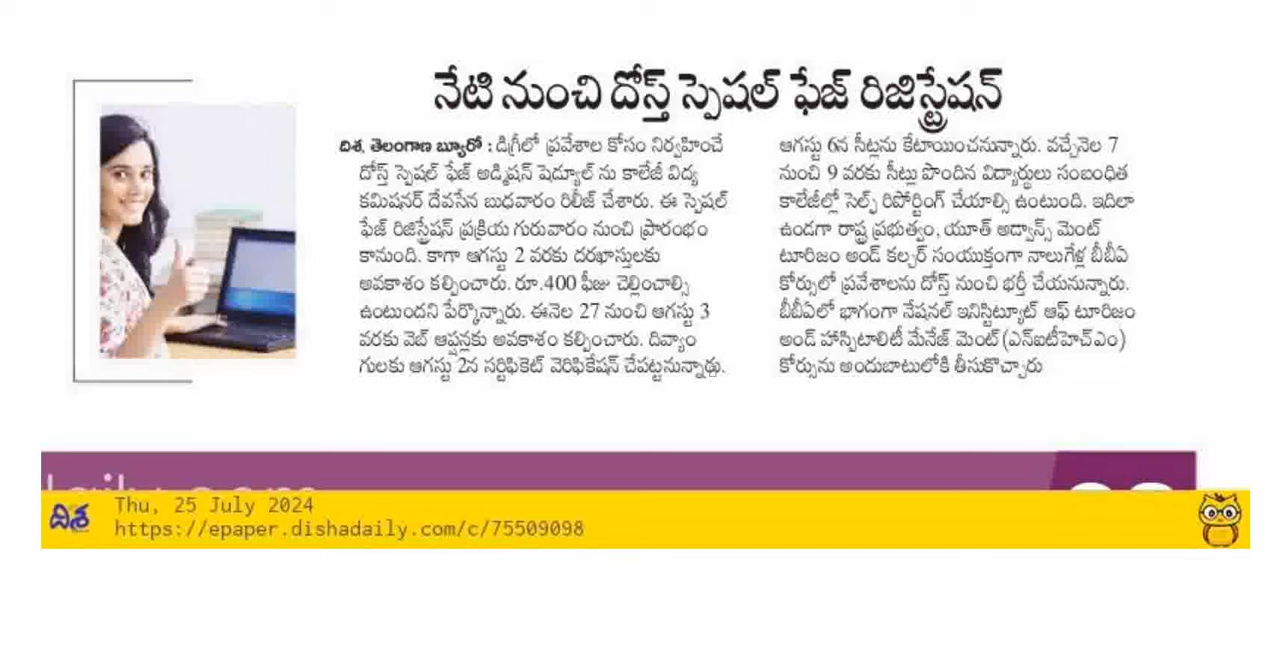 నేటి నుంచి దోస్త్ స్పెషల్ ఫేజ్ రిజిస్ట్రేషన్
దిశ, తెలంగాణ బ్యూరో : డిగ్రీలో ప్రవేశాల కోసం నిర్వహించే
దోస్త్ స్పెషల్ ఫేజ్ అడ్మిషన్ షెడ్యూల్ ను కాలేజీ విద్య
కమిషనర్ దేవసేన బుధవారం రిలీజ్ చేశారు. ఈ స్పెషల్
ఫేజ్ రిజిస్ట్రేషన్ ప్రక్రియ గురువారం నుంచి ప్రారంభం
కానుంది. కాగా ఆగస్టు 2 వరకు దరఖాస్తులకు
అవకాశం కల్పించారు. రూ.400 ఫీజు చెల్లించాల్సి
ఉంటుందని పేర్కొన్నారు. ఈనెల 27 నుంచి ఆగస్టు 3
వరకు వెబ్ ఆప్షన్లకు అవకాశం కల్పించారు. దివ్యాం
గులకు ఆగస్టు 2న సర్టిఫికెట్ వెరిఫికేషన్ చేపట్టనున్నారు.
ఆగస్టు 6న సీట్లను కేటాయించనున్నారు. వచ్చేనెల 7
నుంచి 9 వరకు సీట్లు పొందిన విద్యార్థులు సంబంధిత
కాలేజీల్లో సెల్ఫ్ రిపోర్టింగ్ చేయాల్సి ఉంటుంది. ఇదిలా
ఉండగా రాష్ట్ర ప్రభుత్వం, యూత్ అడ్వాన్స్ మెంట్
టూరిజం అండ్ కల్చర్ సంయుక్తంగా నాలుగేళ్ల బీబీఏ
కోర్సులో ప్రవేశాలను దోస్త్ నుంచి భర్తీ చేయనున్నారు.
బీబీఏలో భాగంగా నేషనల్ ఇనిస్టిట్యూట్ ఆఫ్ టూరిజం
అండ్ హాస్పిటాలిటీ మేనేజ్ మెంట్ (ఎన్ఐటీహెచ్ఎం)
కోర్సును అందుబాటులోకి తీసుకొచ్చారు
దిశ
Thu, 25 July 2024
https://epaper.dishadaily.com/c/75509098